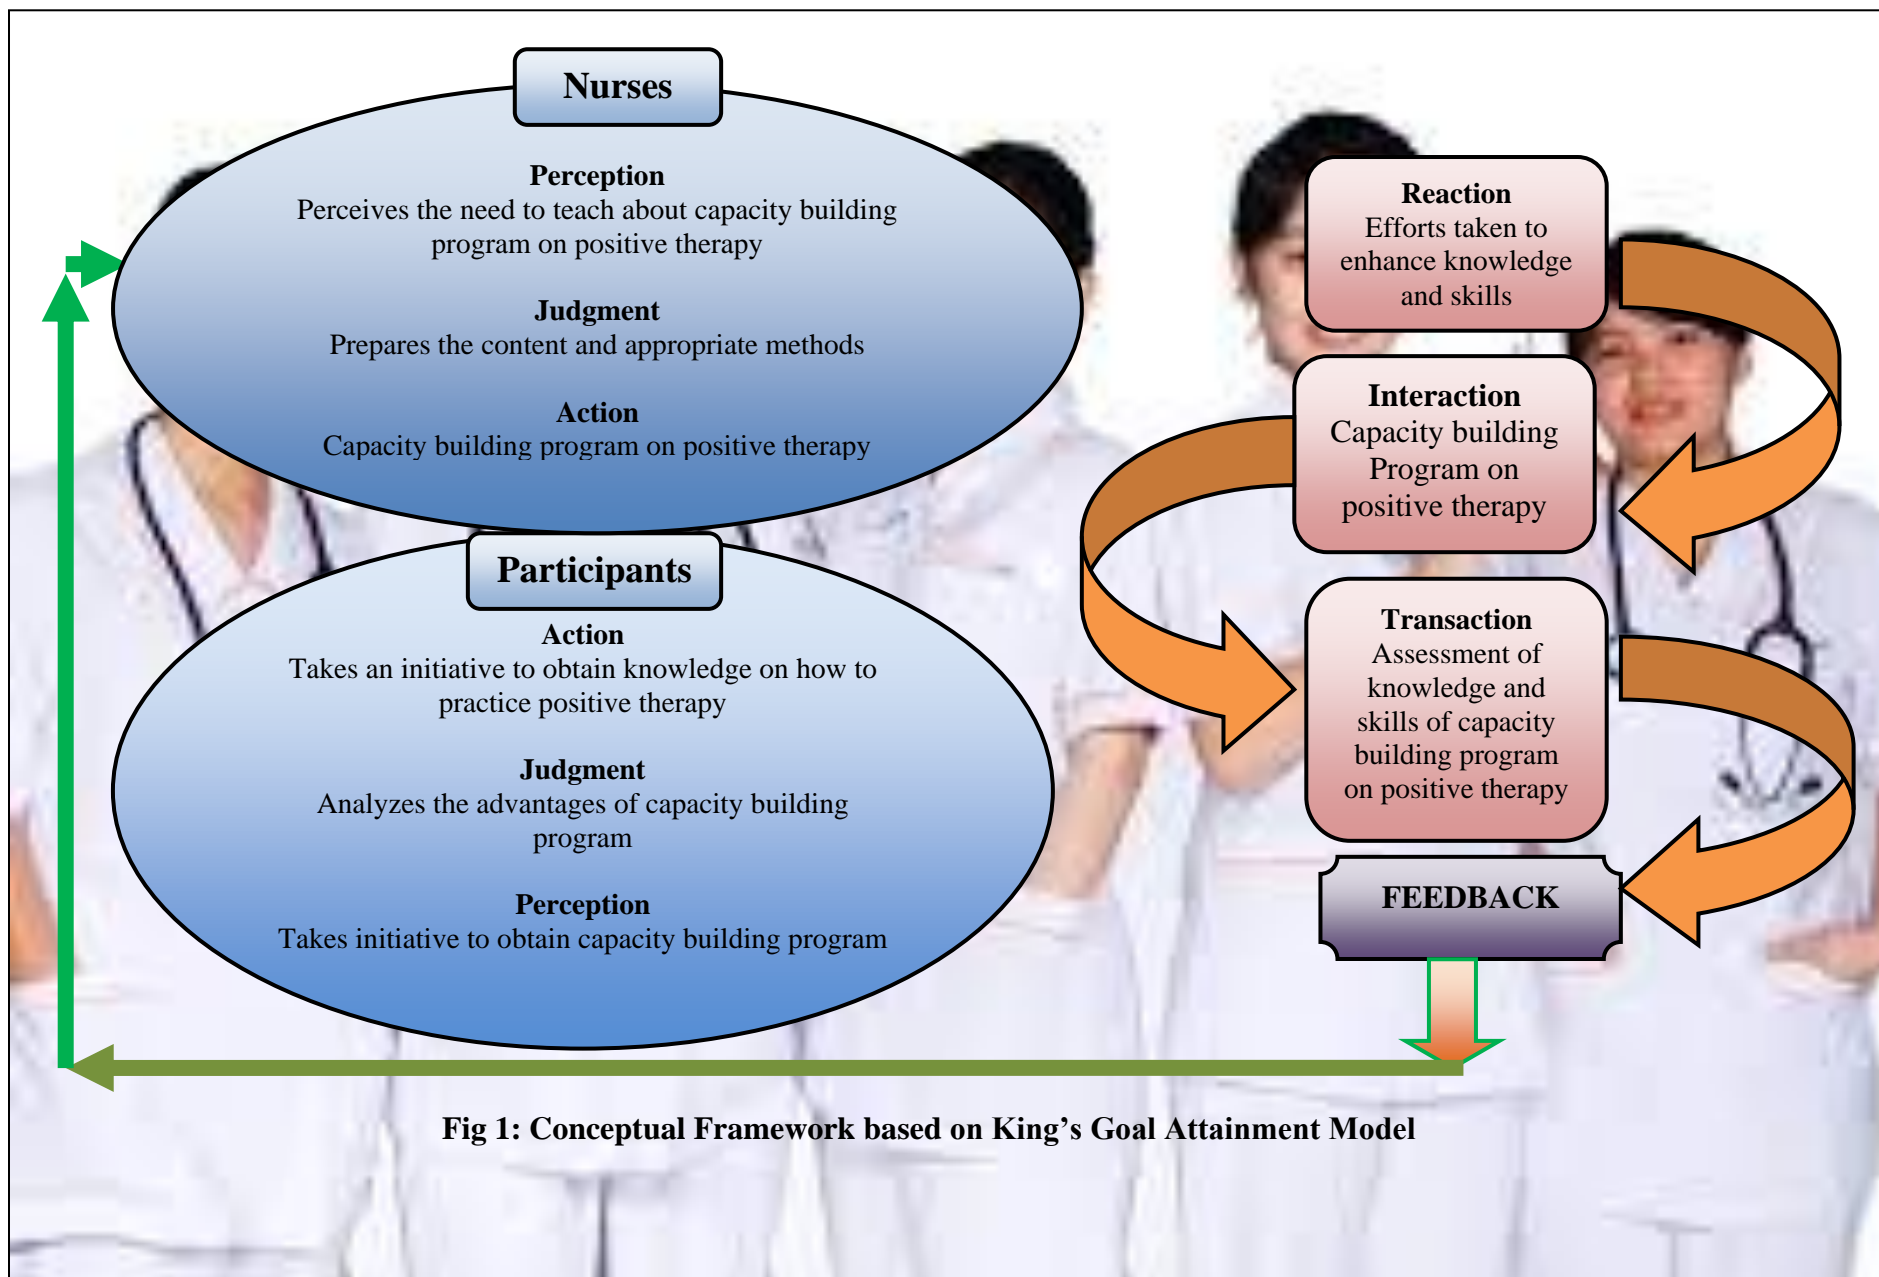 Nurses
Perception
Perceives the need to teach about capacity building
program on positive therapy
Judgment
Prepares the content and appropriate methods
Action
Capacity building program on positive therapy
Participants
Action
Takes an initiative to obtain knowledge on how to
practice positive therapy
Judgment
Analyzes the advantages of capacity building
program
Perception
Takes initiative to obtain capacity building program
Reaction
Efforts taken to
enhance knowledge
and skills
Interaction
Capacity building
Program on
positive therapy
Transaction
Assessment of
knowledge and
skills of capacity
building program
on positive therapy
FEEDBACK
Fig 1: Conceptual Framework based on King’s Goal Attainment Model